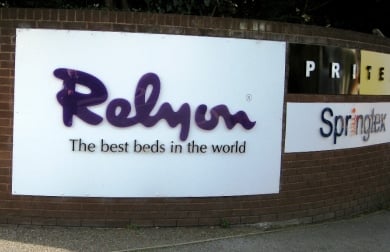 Relyon®
The best beds in the world
PRITE
Springtex